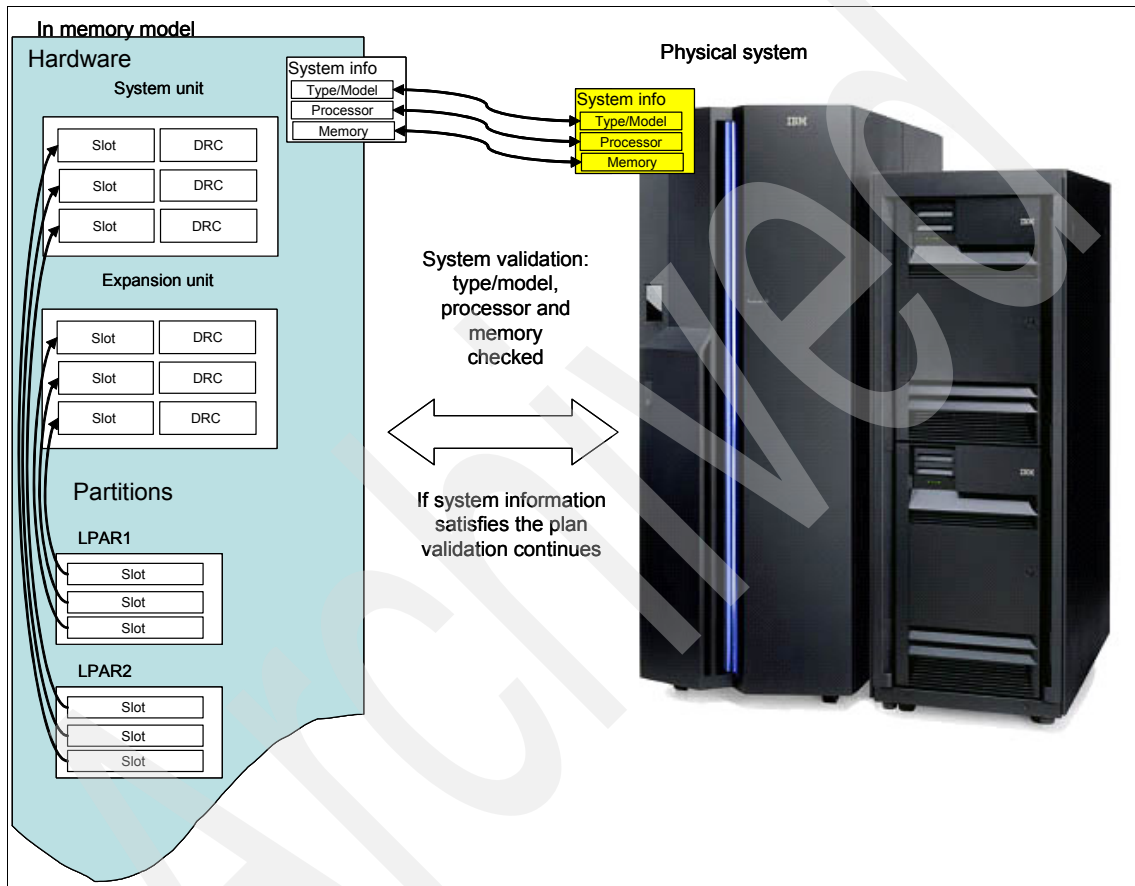 In memory model
Hardware
System unit
Slot DRC
Slot DRC
Slot DRC
Expansion unit
Slot DRC
Slot DRC
Slot DRC
Partitions
LPAR1
Slot
Slot
Slot
LPAR2
Slot
Slot
Slot
System info
Type/Model
Processor
Memory
Physical system
System info
Type/Model
Processor
Memory
System validation:
type/model,
processor and
memory
checked
If system information
satisfies the plan
validation continues
IBM
IBM
IBM
Archived